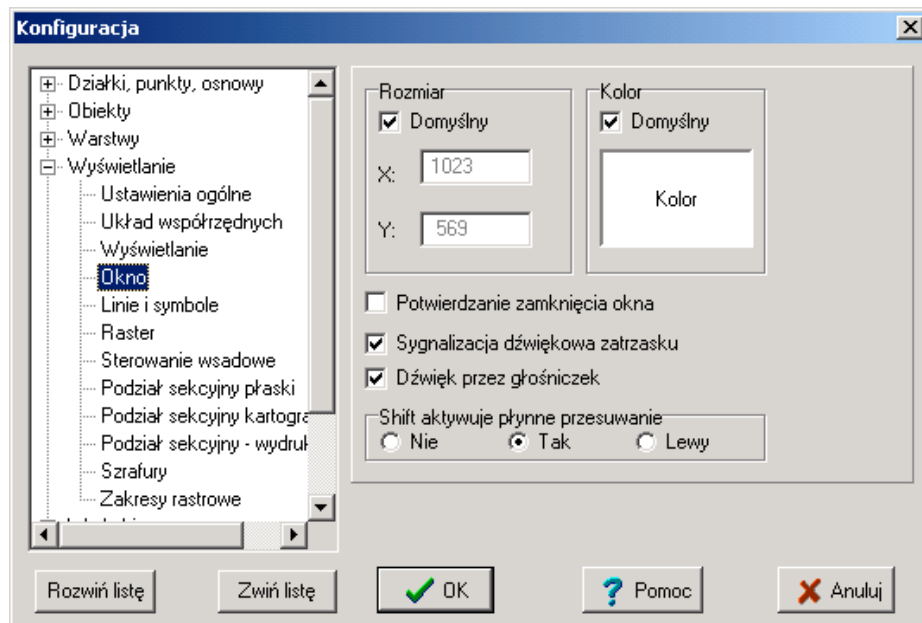 Konfiguracja
Działki, punkty, osnowy
Obiekty
Warstwy
Wyświetlanie
Ustawienia ogólne
Układ współrzędnych
Wyświetlanie
Okno
Linie i symbole
Raster
Sterowanie wsadowe
Podział sekcyjny płaski
Podział sekcyjny kartogra
Podział sekcyjny - wydruk
Szrafury
Zakresy rastrowe
Rozmiar
Domyślny
X: 1023
Y: 569
Kolor
Domyślny
Kolor
Potwierdzanie zamknięcia okna
Sygnalizacja dźwiękowa zatrzasku
Dźwięk przez głośniczek
Shift aktywuje płynne przesuwanie
Nie Tak Lewy
Rozwiń listę Zwiń listę OK Pomoc Anuluj